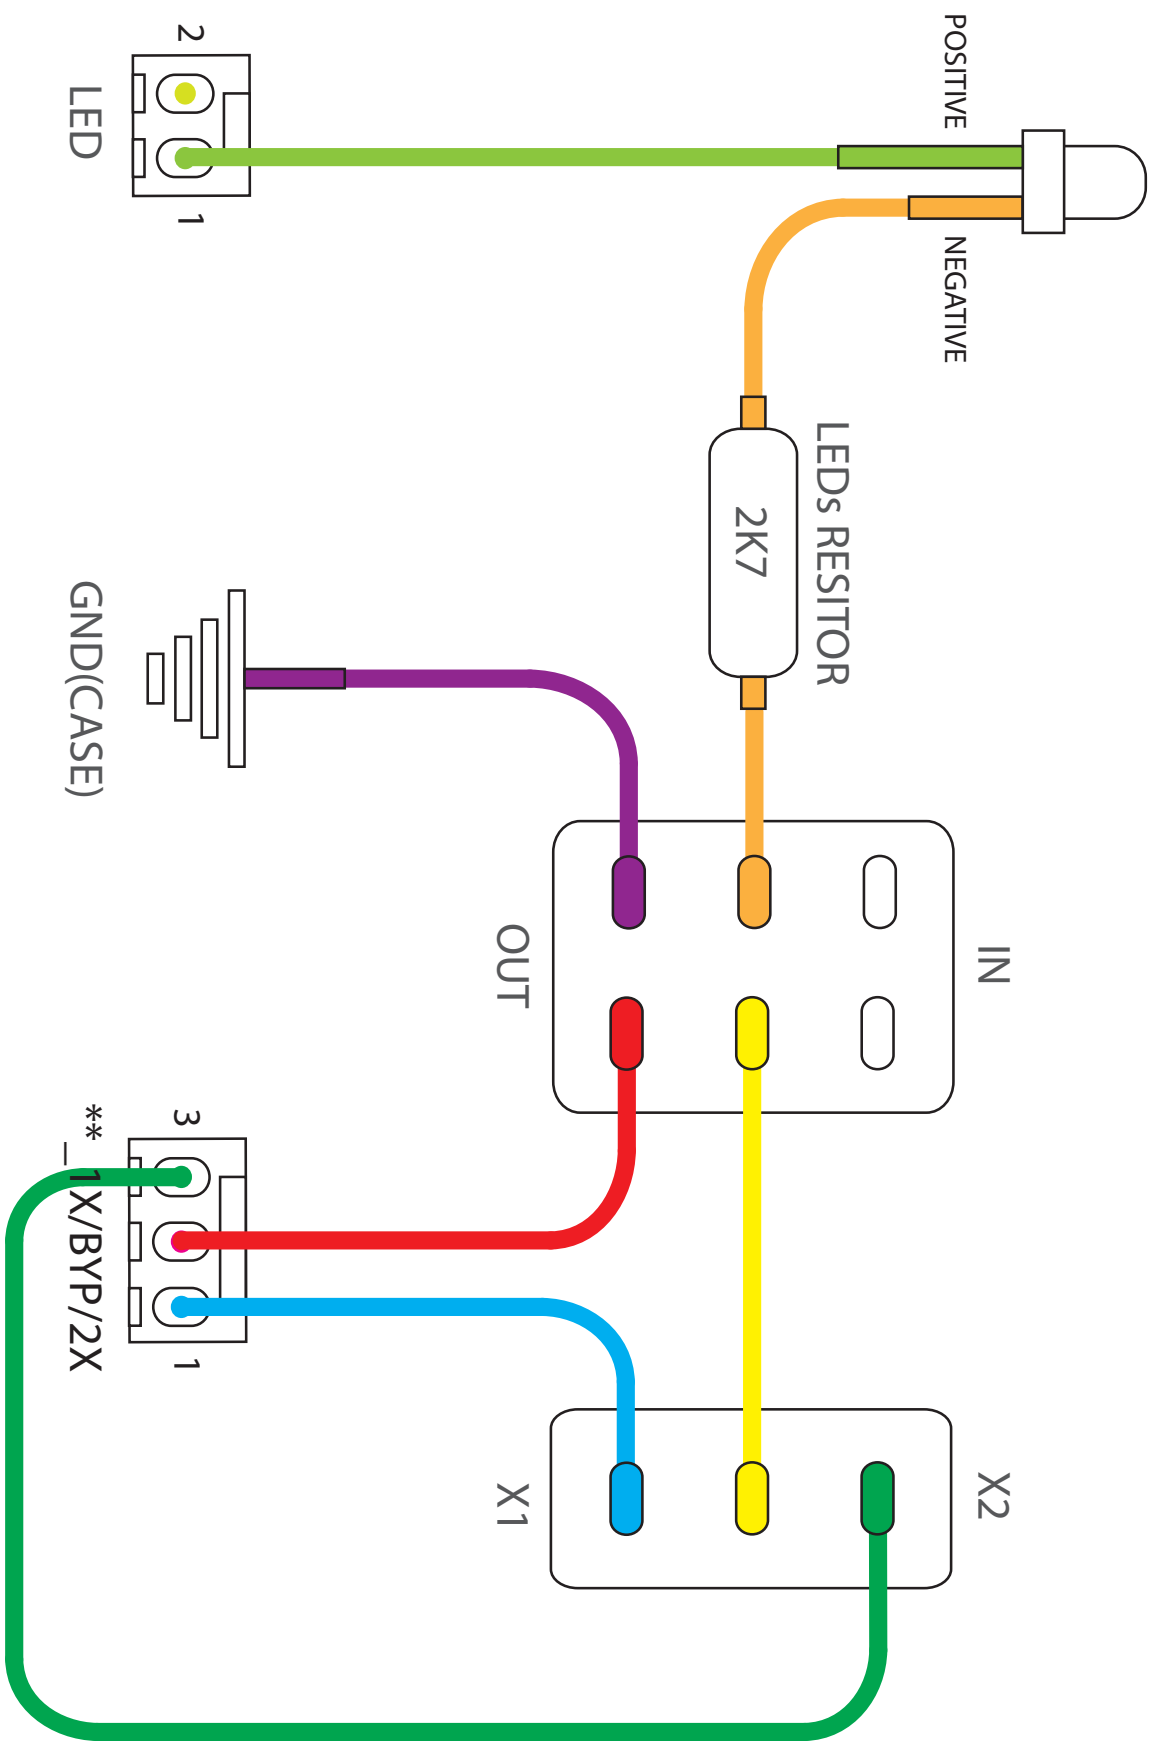 POSITIVE
NEGATIVE
LEDs RESITOR
2K7
IN
X2
OUT
X1
2
1
LED
GND(CASE)
3
1
**_1X/BYP/2X